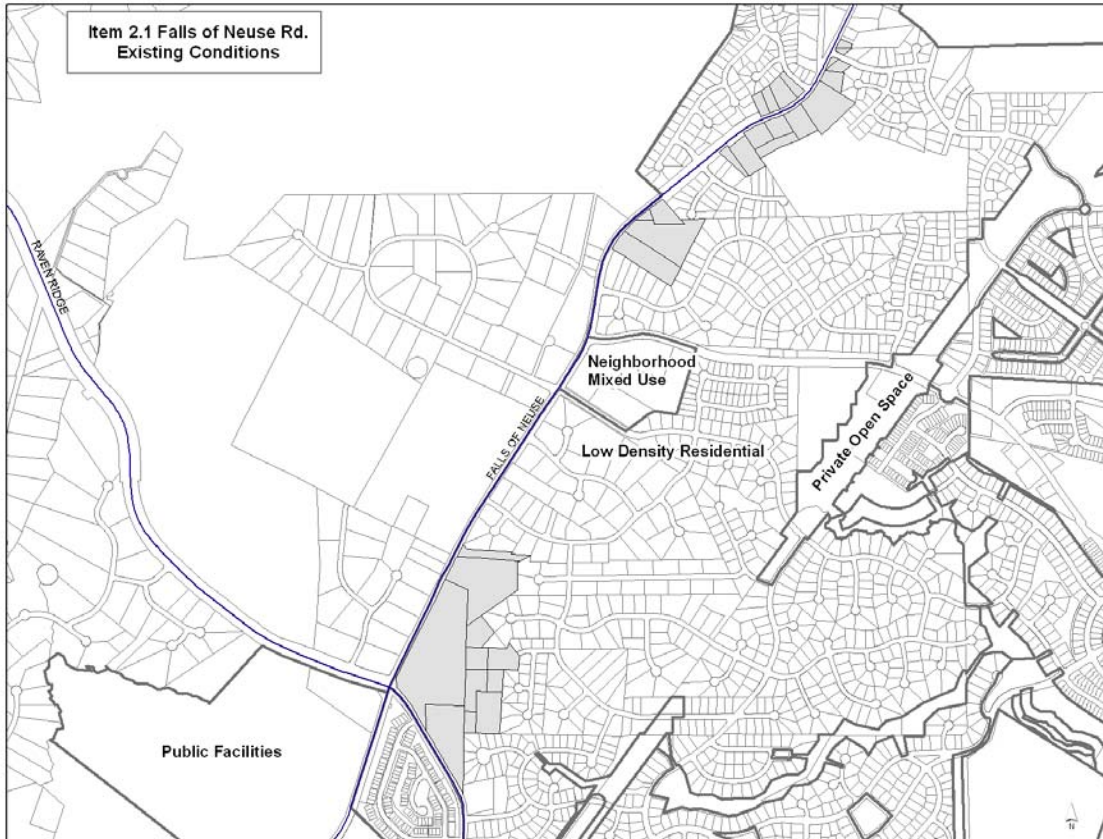 Item 2.1 Falls of Neuse Rd.
Existing Conditions
RAVEN RIDGE
FALLS OF NEUSE
Neighborhood
Mixed Use
Low Density Residential
Private Open Space
Public Facilities